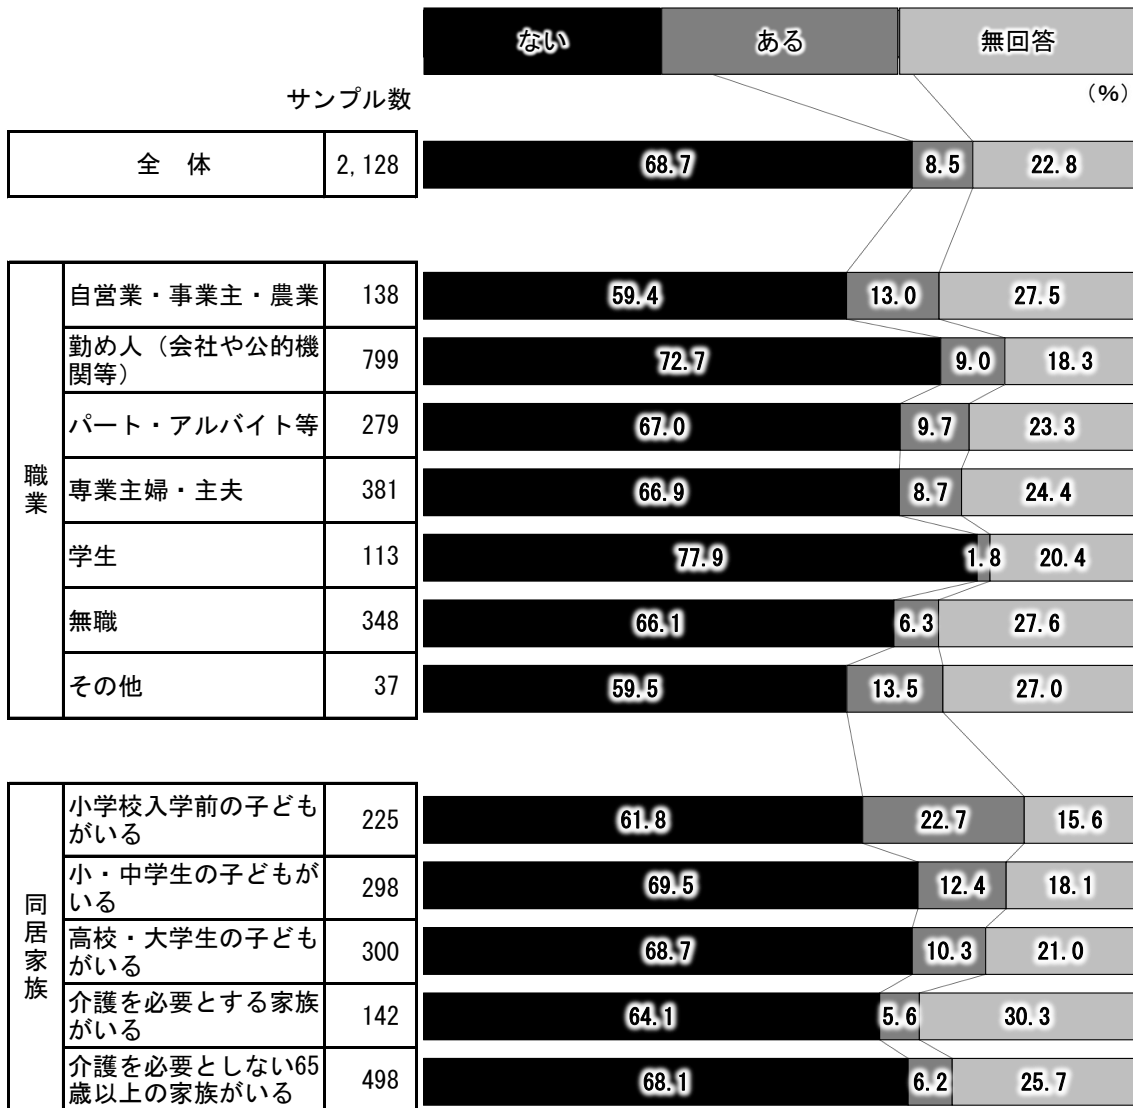 ない ある 無回答
サンプル数 （%）
全 体 2,128 68.7 8.5 22.8
職業
自営業・事業主・農業 138 59.4 13.0 27.5
勤め人（会社や公的機
関等） 799 72.7 9.0 18.3
パート・アルバイト等 279 67.0 9.7 23.3
専業主婦・主夫 381 66.9 8.7 24.4
学生 113 77.9 1.8 20.4
無職 348 66.1 6.3 27.6
その他 37 59.5 13.5 27.0
同居家族
小学校入学前の子ども
がいる 225 61.8 22.7 15.6
小・中学生の子どもが
いる 298 69.5 12.4 18.1
高校・大学生の子ども
がいる 300 68.7 10.3 21.0
介護を必要とする家族
がいる 142 64.1 5.6 30.3
介護を必要としない65
歳以上の家族がいる 498 68.1 6.2 25.7